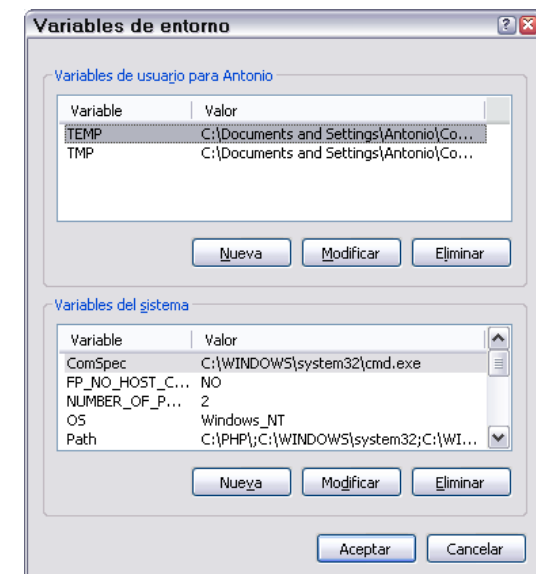 Variables de entorno
Variables de usuario para Antonio
Variable Valor
TEMP C:\Documents and Settings\Antonio\Co...
TMP C:\Documents and Settings\Antonio\Co...
Nueva Modificar Eliminar
Variables del sistema
Variable Valor
ComSpec C:\WINDOWS\system32\cmd.exe
FP_NO_HOST_C... NO
NUMBER_OF_P... 2
OS Windows_NT
Path C:\PHP\;C:\WINDOWS\system32;C:\WI...
Nueva Modificar Eliminar
Aceptar Cancelar